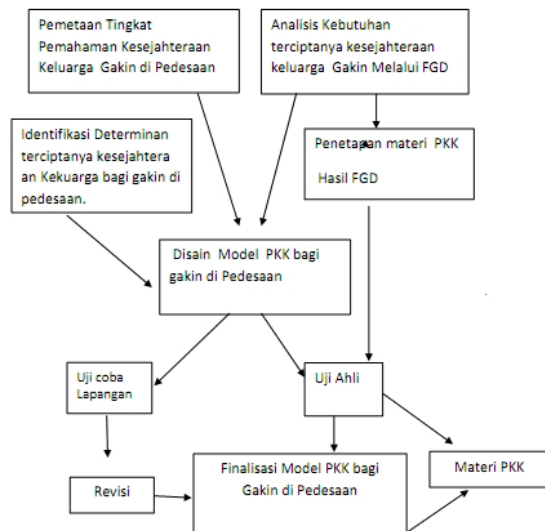 Pemetaan Tingkat
Pemahaman Kesejahteraan
Keluarga Gakin di Pedesaan
Analisis Kebutuhan
terciptanya kesejahteraan
keluarga Gakin Melalui FGD
Identifikasi Determinan
terciptanya kesejahtera
an Kekuarga bagi gakin di
pedesaan.
Penetapan materi PKK
Hasil FGD
Disain Model PKK bagi
gakin di Pedesaan
Uji coba
Lapangan
Uji Ahli
Revisi
Finalisasi Model PKK bagi
Gakin di Pedesaan
Materi PKK